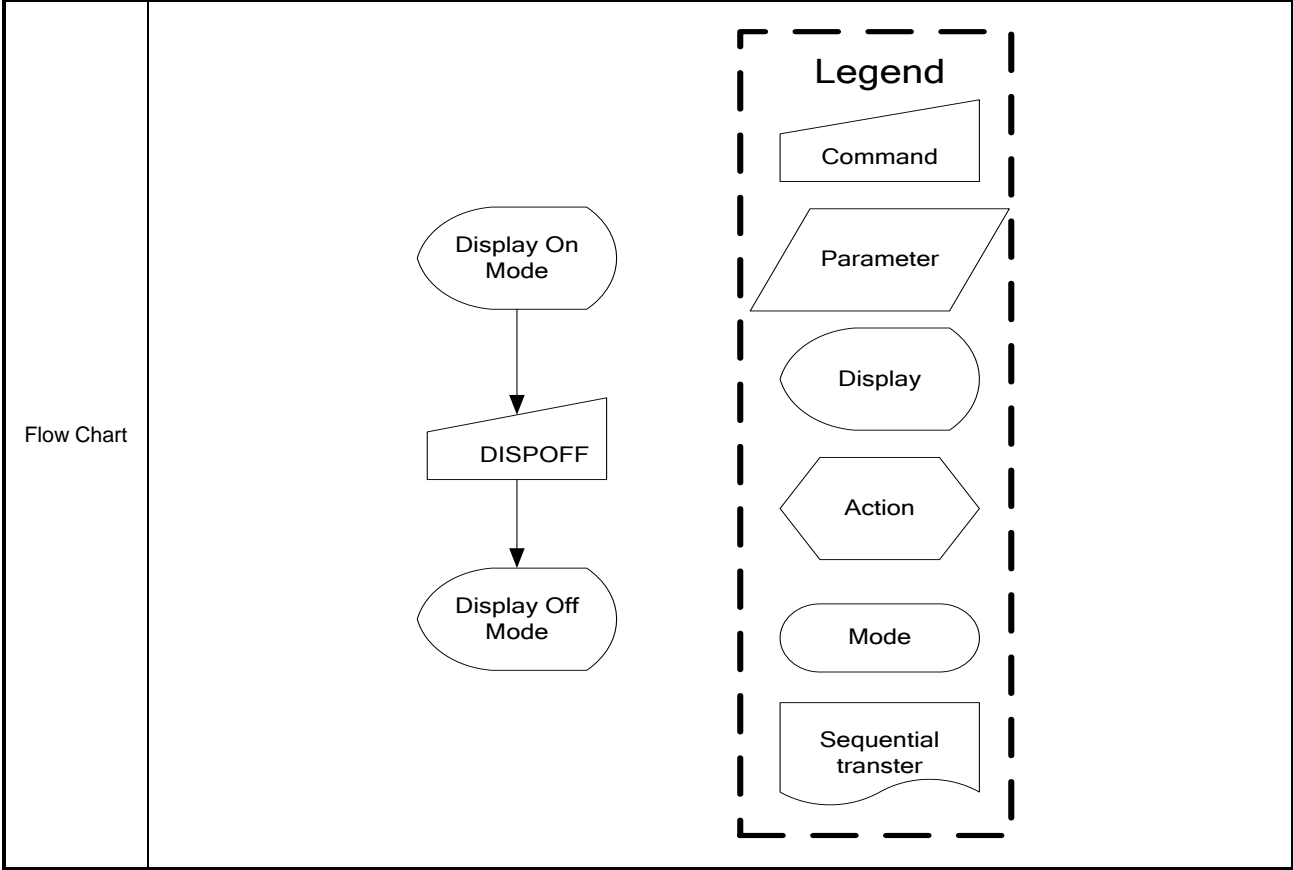 Flow Chart
Display On
Mode
DISPOFF
Display Off
Mode
Legend
Command
Parameter
Display
Action
Mode
Sequential
transter